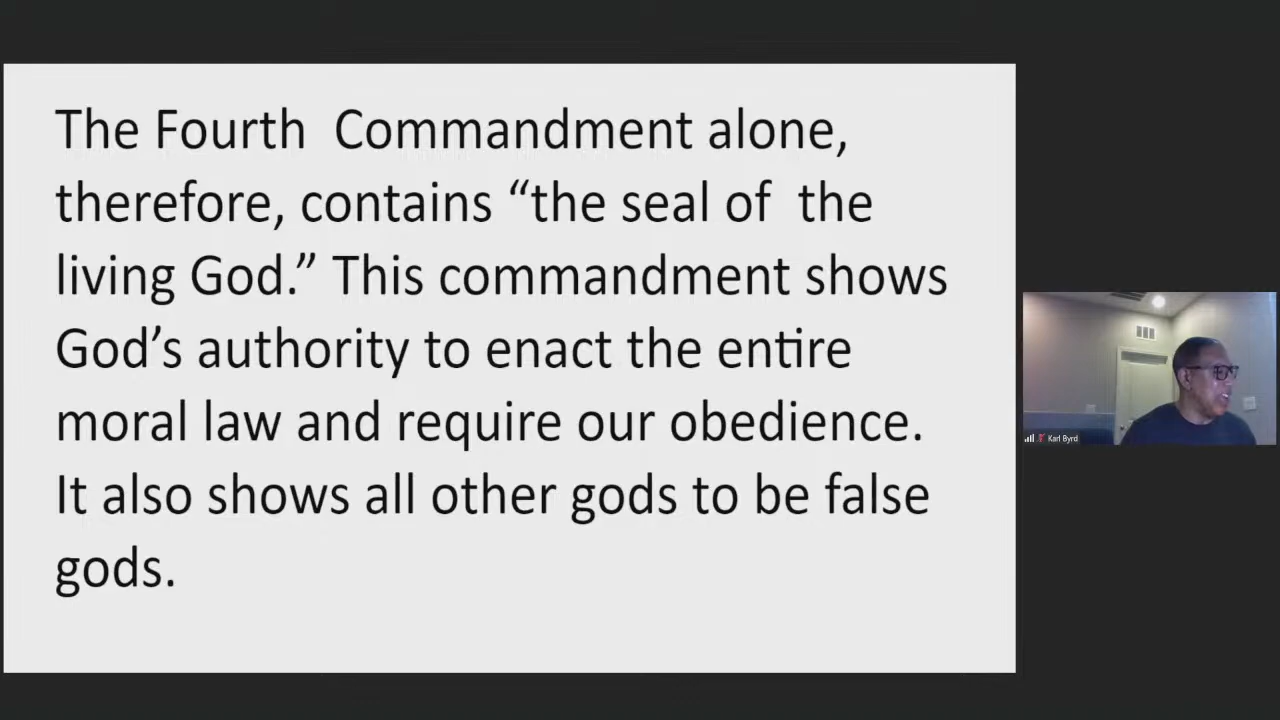 The Fourth  Commandment alone,
therefore, contains “the seal of  the
living God.” This commandment shows
God’s authority to enact the entire
moral law and require our obedience.
It also shows all other gods to be false
gods.
Karl Byrd